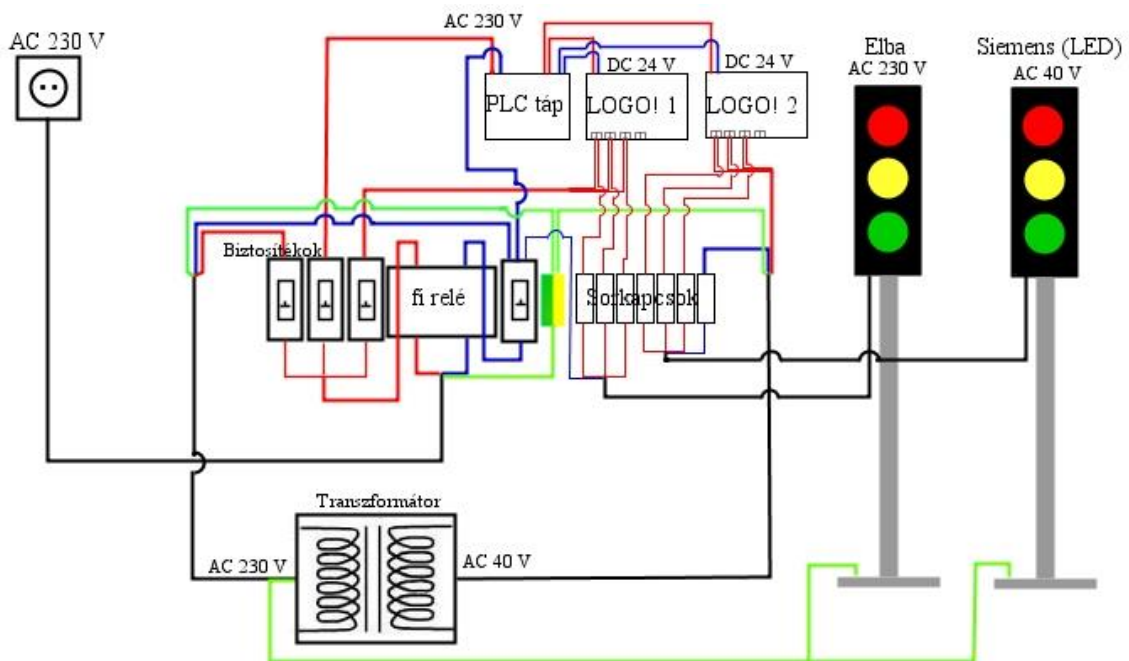 AC 230 V
AC 230 V
Elba
AC 230 V
Siemens (LED)
AC 40 V
DC 24 V
DC 24 V
PLC táp
LOGO! 1
LOGO! 2
Biztosítékok
fi relé
Sorkapcsok
Transzformátor
AC 230 V
AC 40 V